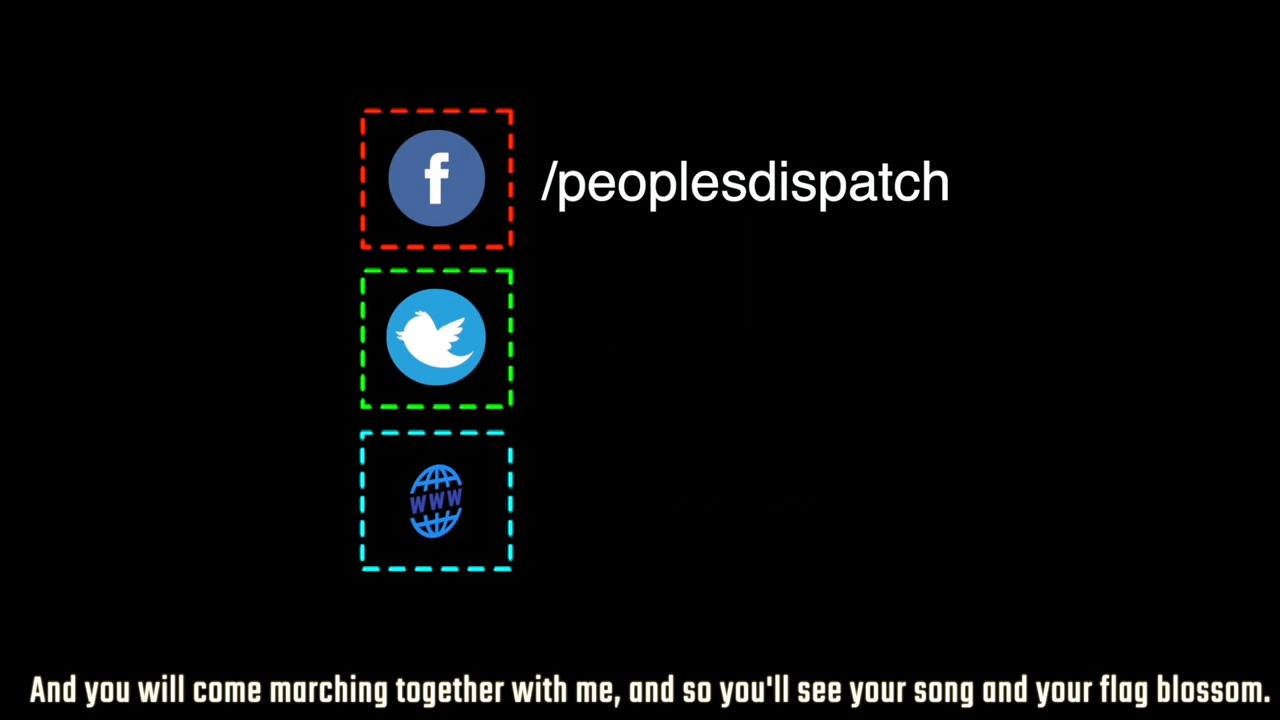 f
/peoplesdispatch
WWW
And you will come marching together with me, and so you'll see your song and your flag blossom.